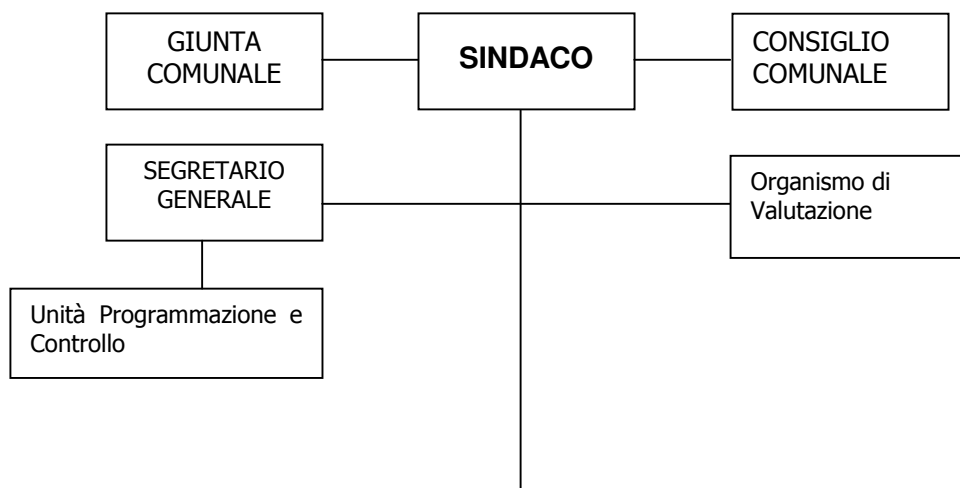 GIUNTA
COMUNALE
SINDACO
CONSIGLIO
COMUNALE
SEGRETARIO
GENERALE
Organismo di
Valutazione
Unità Programmazione e
Controllo